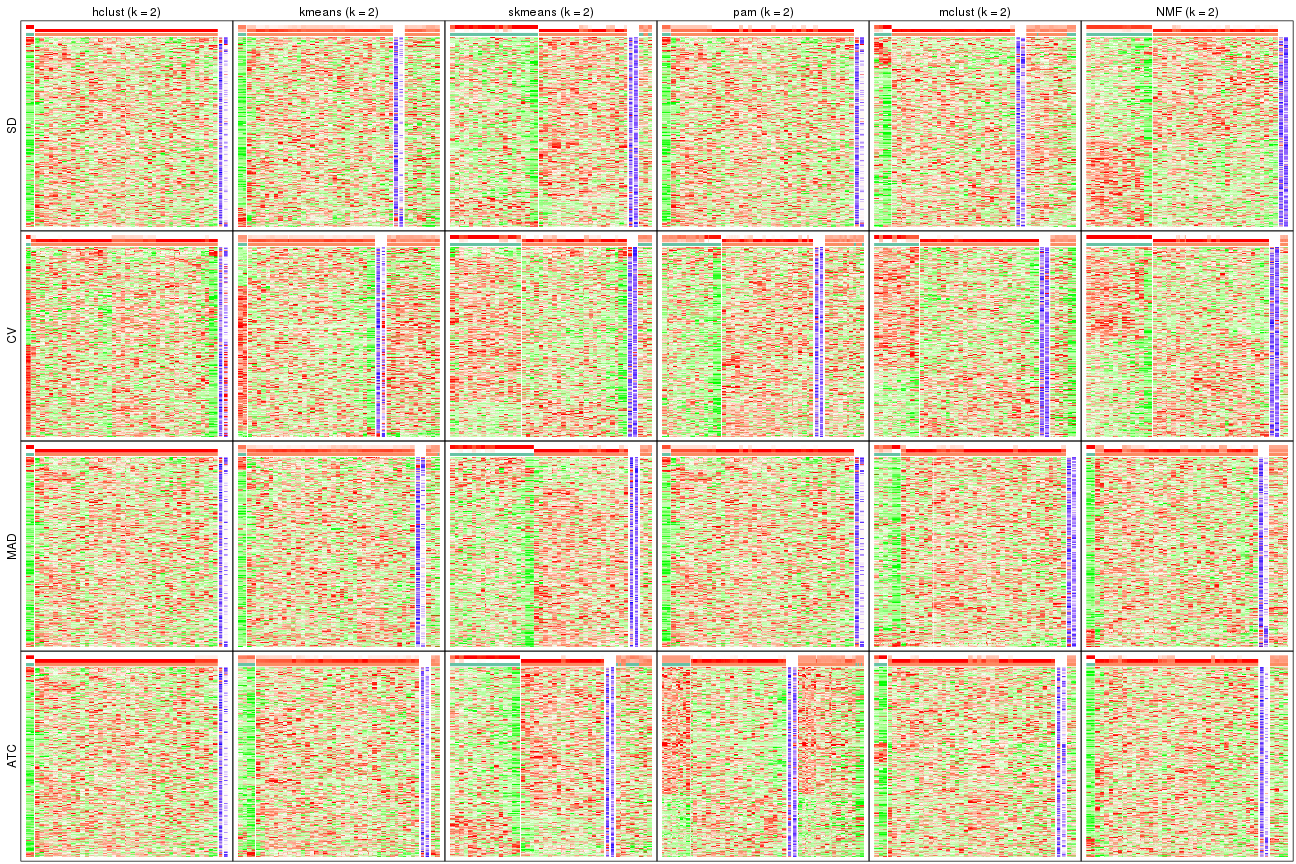 hclust (k = 2) kmeans (k = 2) skmeans (k = 2) pam (k = 2) mclust (k = 2) NMF (k = 2)
SD
CV
MAD
ATC